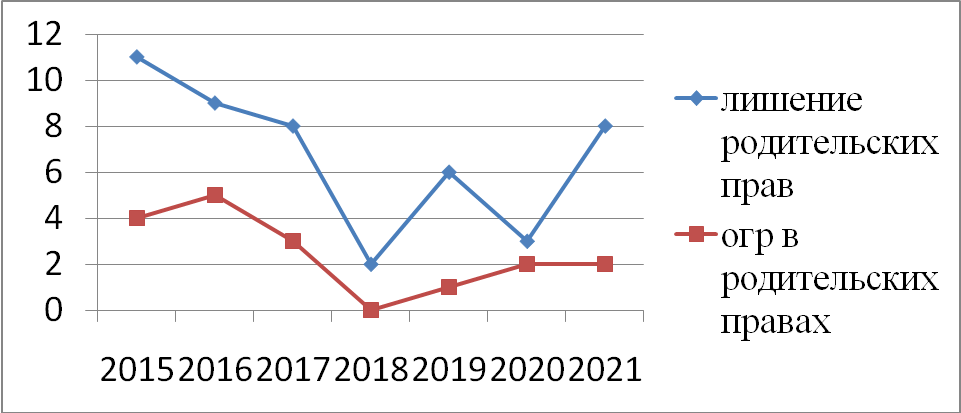 12
10
8
6
4
2
0
2015 2016 2017 2018 2019 2020 2021
лишение
родительских
прав
огр в
родительских
правах